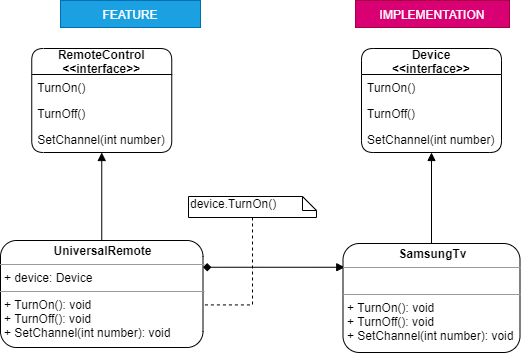 FEATURE
IMPLEMENTATION
RemoteControl
<<interface>>
TurnOn()
TurnOff()
SetChannel(int number)
Device
<<interface>>
TurnOn()
TurnOff()
SetChannel(int number)
device.TurnOn()
UniversalRemote
+ device: Device
+ TurnOn(): void
+ TurnOff(): void
+ SetChannel(int number): void
SamsungTv
+ TurnOn(): void
+ TurnOff(): void
+ SetChannel(int number): void